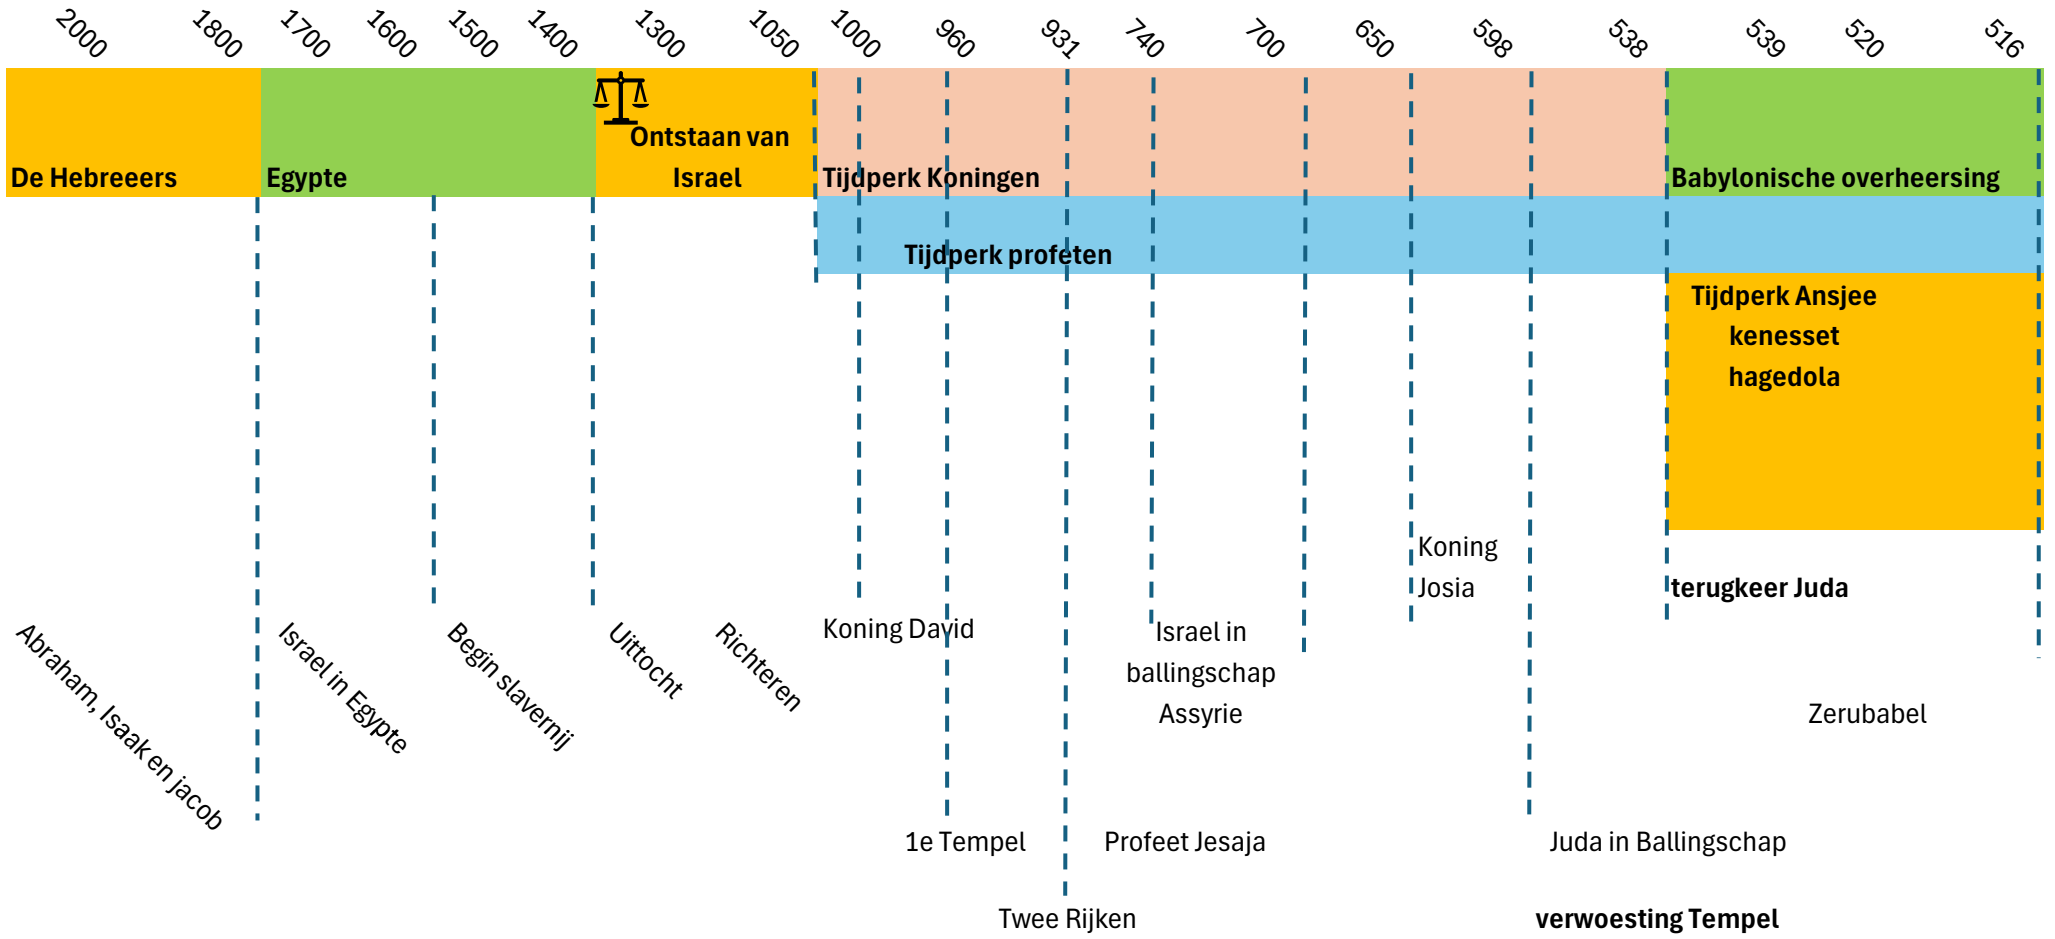 2000 1800 1700 1600 1500 1400 1300 1050 1000 960 931 740 700 650 598 538 539 520 516
De Hebreeers
Egypte
Ontstaan van
Israel
Tijdperk Koningen
Babylonische overheersing
Tijdperk profeten
Tijdperk Ansjee
kenesset
hagedola
Koning
Josia
terugkeer Juda
Abraham, Isaak en jacob
Israel in Egypte
Begin slavernij
Uittocht
Richteren
Koning David
Israel in
ballingschap
Assyrie
Zerubabel
1e Tempel
Profeet Jesaja
Juda in Ballingschap
Twee Rijken
verwoesting Tempel